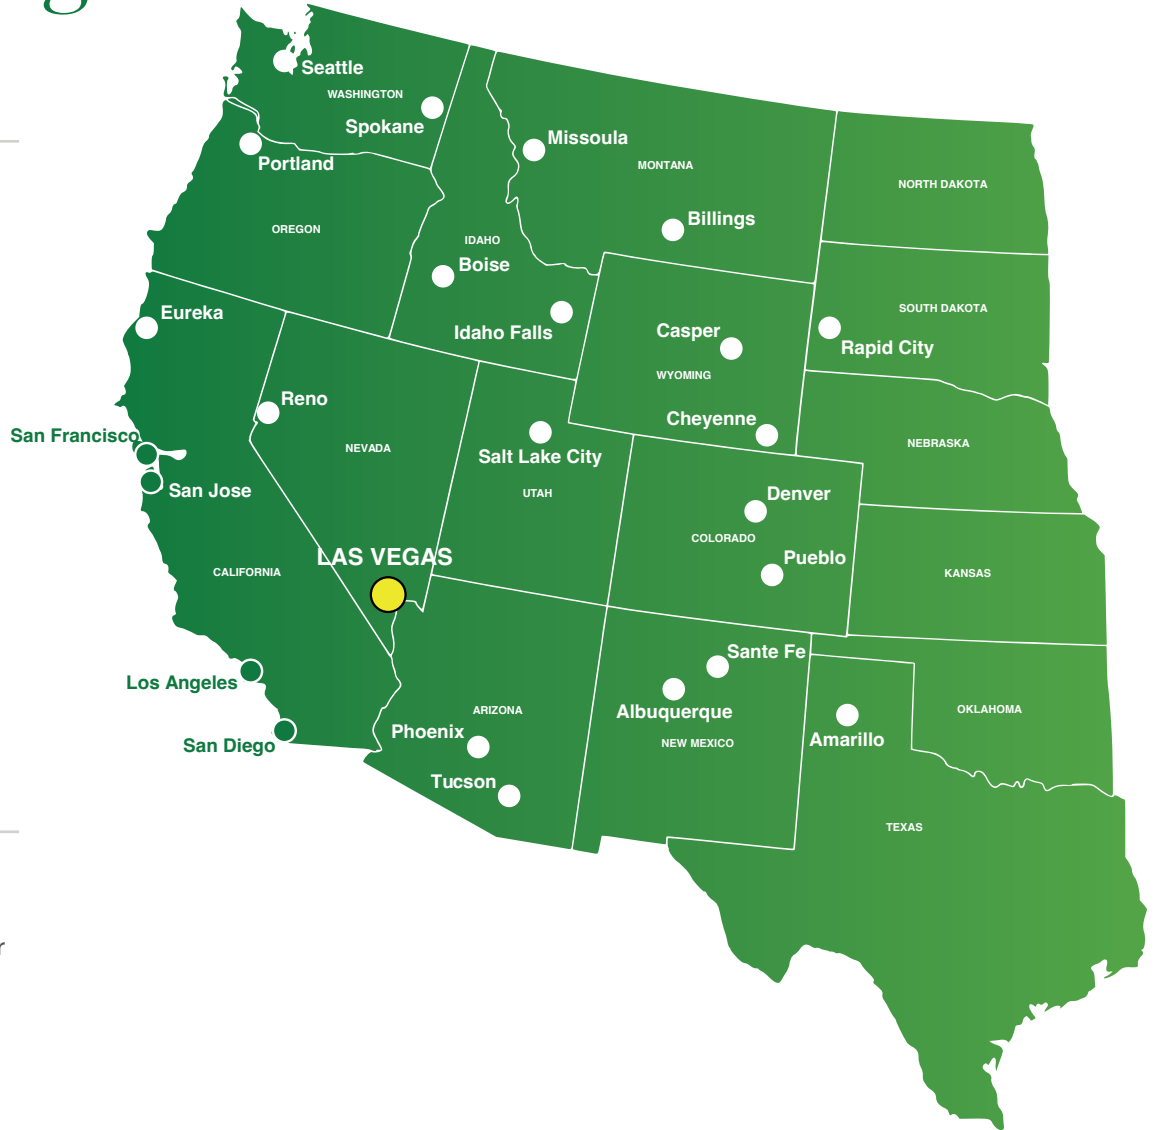 g
Seattle
WASHINGTON
Spokane
Portland
Missoula
MONTANA
NORTH DAKOTA
OREGON
IDAHO
Boise
Billings
Idaho Falls
Eureka
Casper
WYOMING
Cheyenne
SOUTH DAKOTA
Rapid City
Reno
NEVADA
San Francisco
San Jose
Salt Lake City
UTAH
NEBRASKA
Denver
COLORADO
Pueblo
KANSAS
LAS VEGAS
CALIFORNIA
Los Angeles
San Diego
ARIZONA
Phoenix
Tucson
Sante Fe
Albuquerque
NEW MEXICO
Amarillo
OKLAHOMA
TEXAS
r